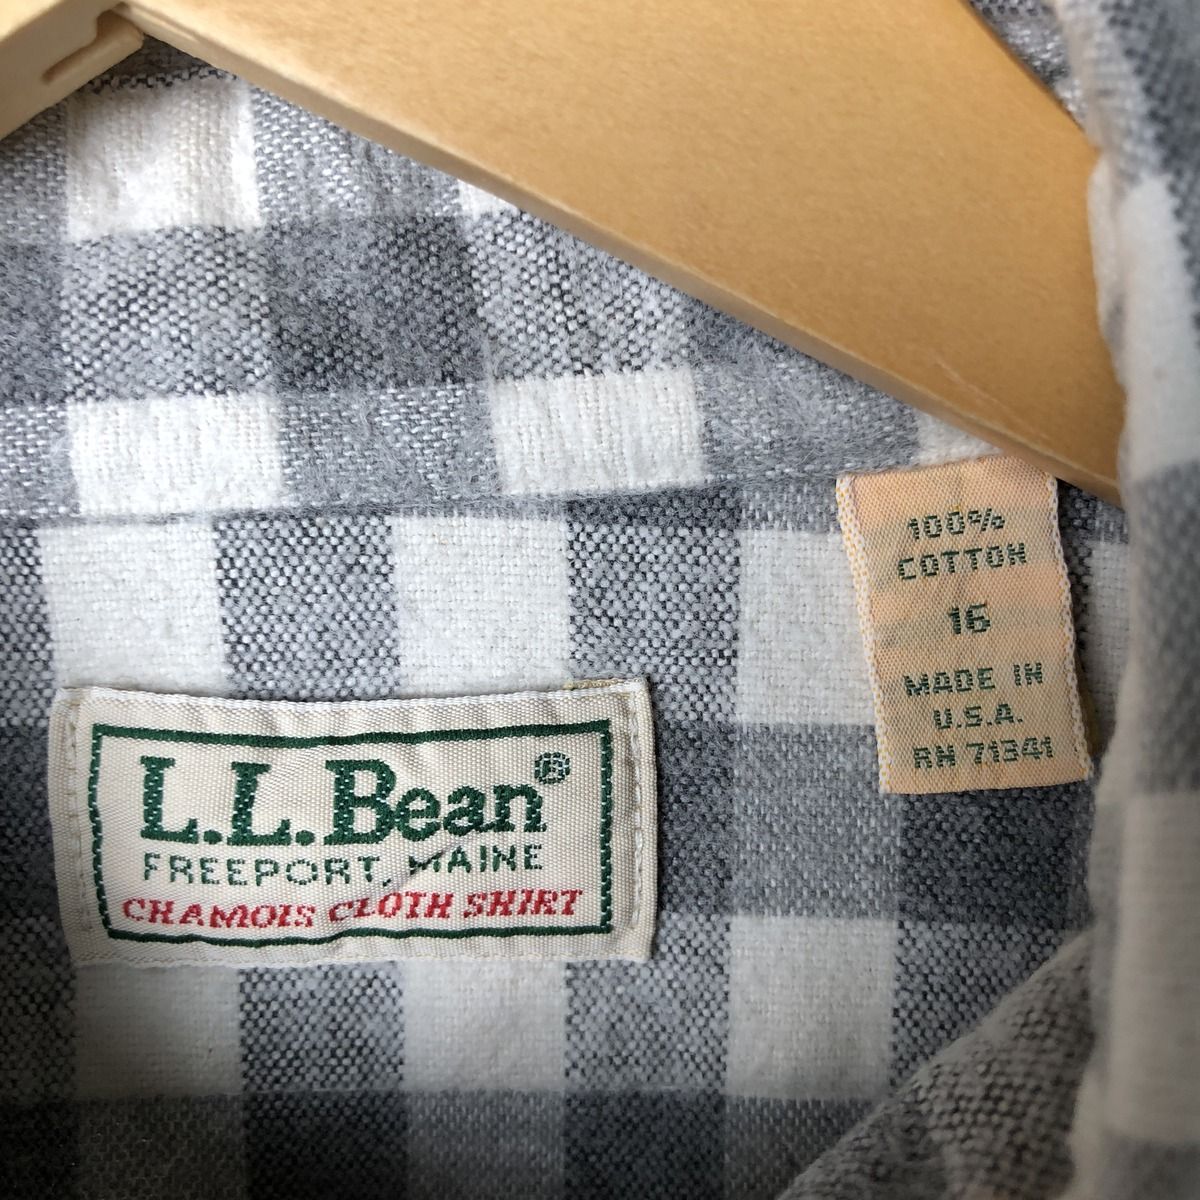 L.L.Bean®
FREEPORT, MAINE
CHAMOIS CLOTH SHIRT
100%
COTTON
16
MADE IN
U.S.A.
RN 71341